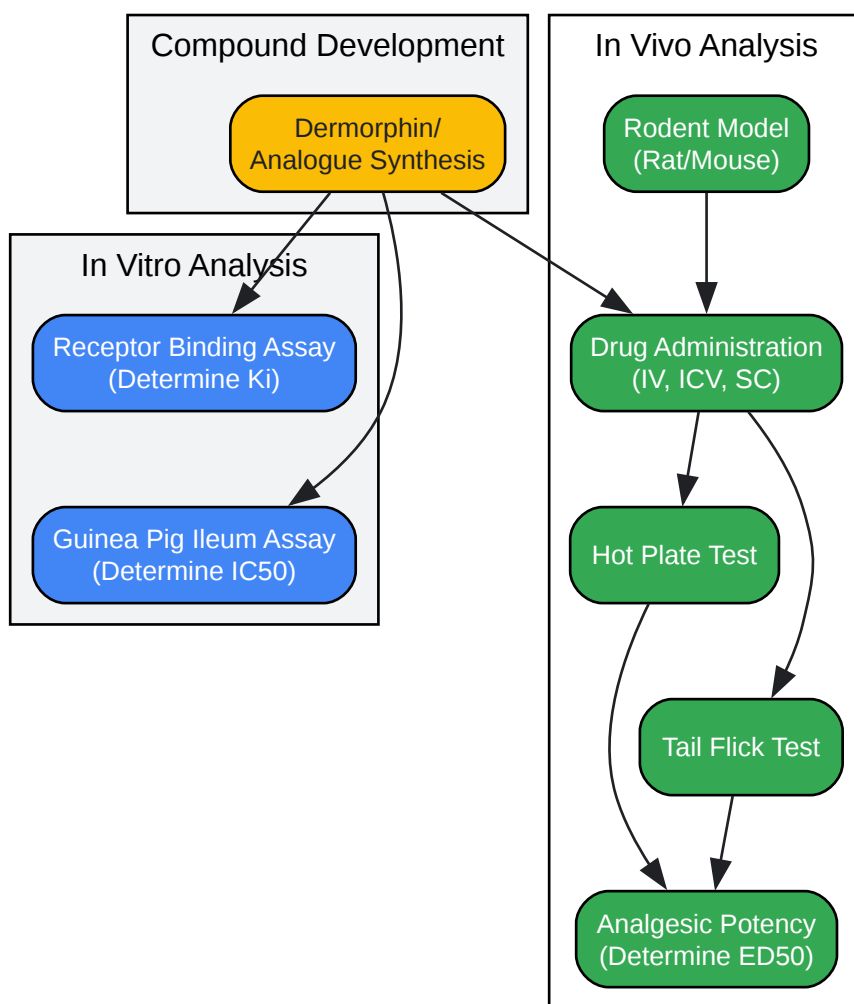 Compound Development
Dermorphin/
Analogue Synthesis
In Vitro Analysis
Receptor Binding Assay
(Determine Ki)
Guinea Pig Ileum Assay
(Determine IC50)
In Vivo Analysis
Rodent Model
(Rat/Mouse)
Drug Administration
(IV, ICV, SC)
Hot Plate Test
Tail Flick Test
Analgesic Potency
(Determine ED50)